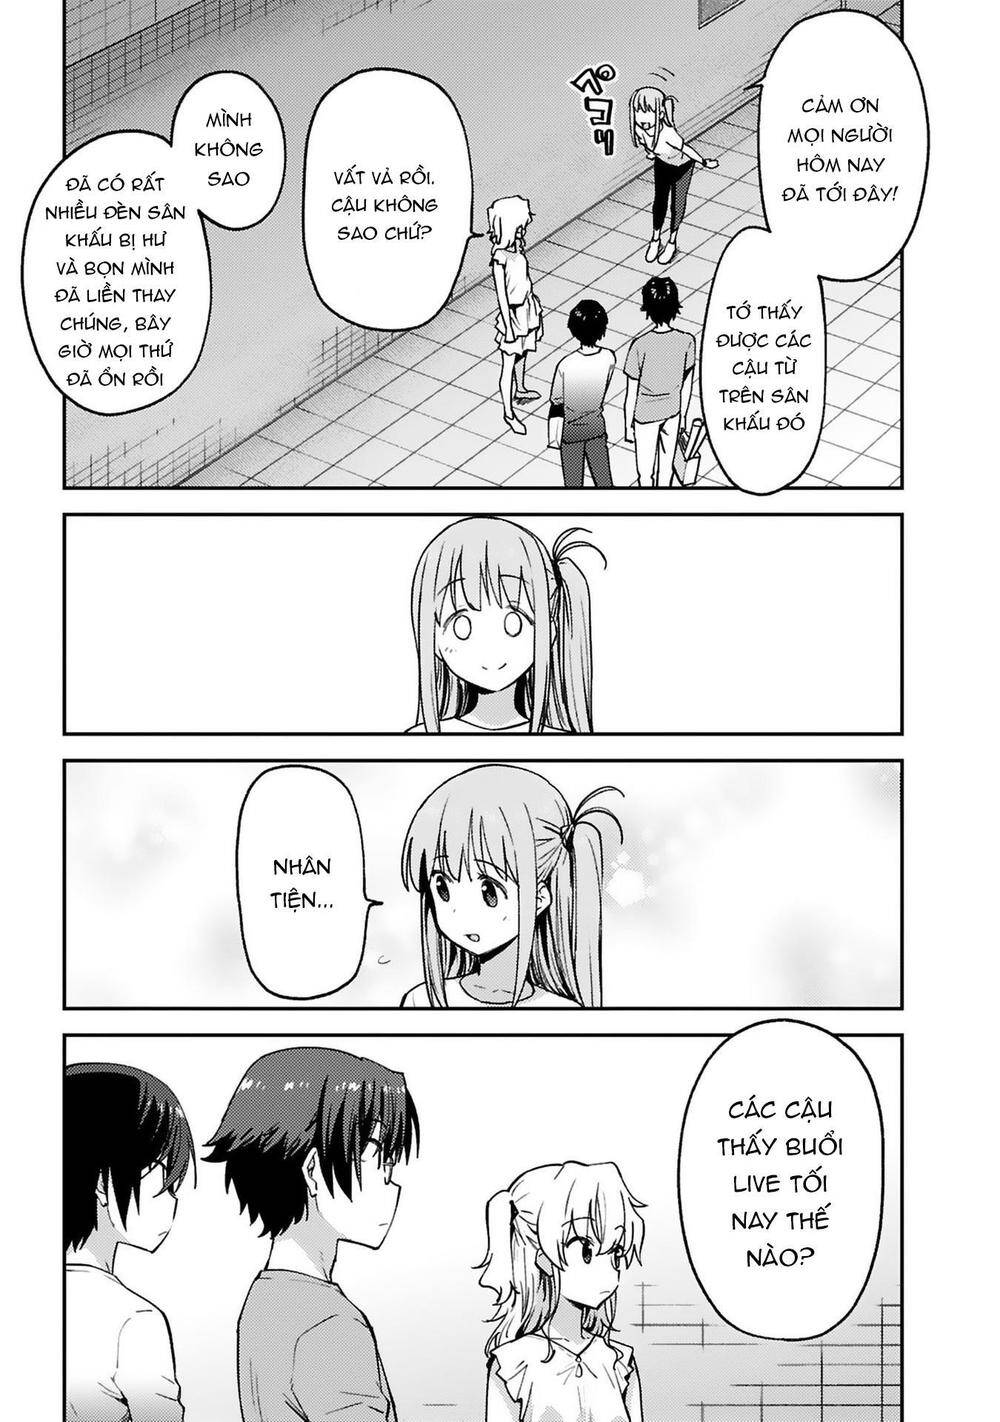 CẢM ƠN
MỌI NGƯỜI
HÔM NAY
ĐÃ TỚI ĐÂY!
TỚ THẤY
ĐƯỢC CÁC
CẬU TỪ
TRÊN SÂN
KHẤU ĐÓ
ペコリ
VẤT VẢ RỒI.
CẬU KHÔNG
SAO CHỨ?
MÌNH
KHÔNG
SAO
ĐÃ CÓ RẤT
NHIỀU ĐÈN SÂN
KHẤU BỊ HƯ
VÀ BỌN MÌNH
ĐÃ LIỀN THAY
CHÚNG, BÂY
GIỜ MỌI THỨ
ĐÃ ỔN RỒI
NHÂN
TIỆN...
CÁC CẬU
THẤY BUỔI
LIVE TỐI
NAY THẾ
NÀO?